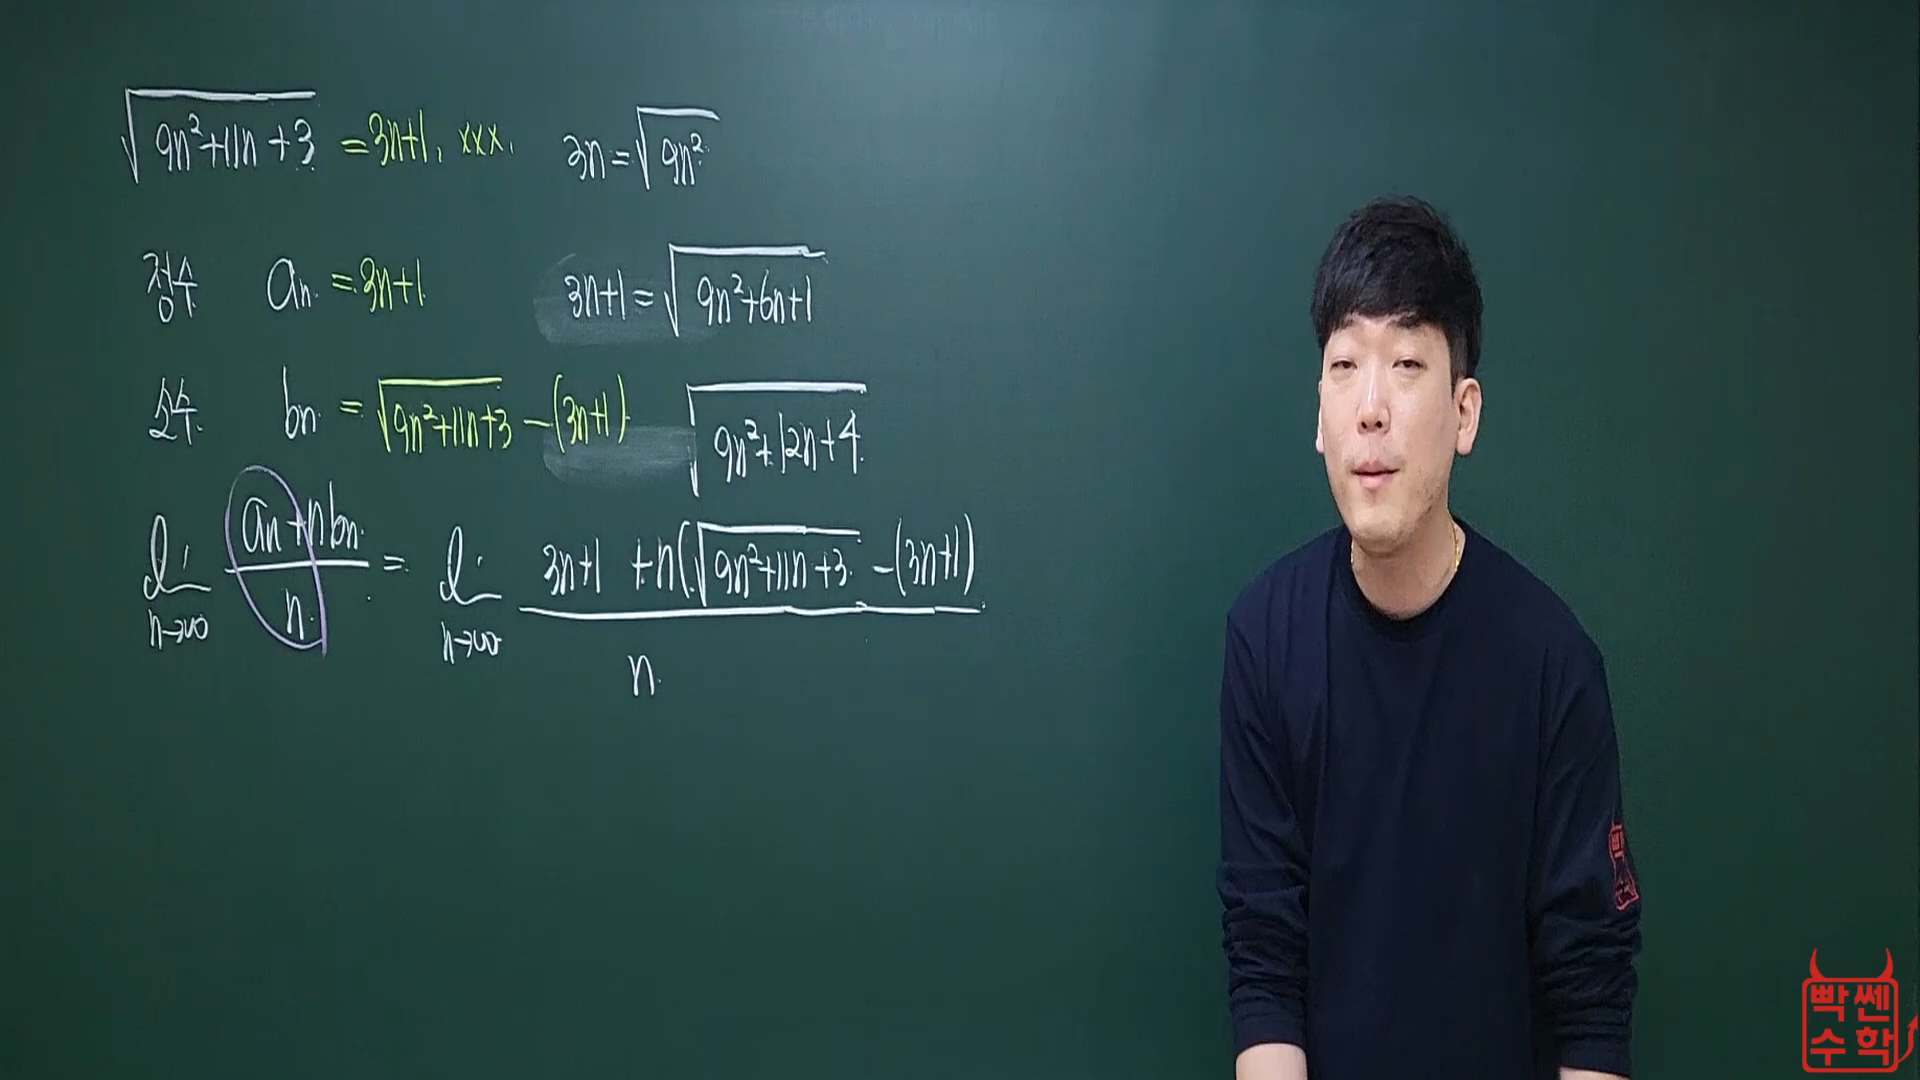 √(9n²+11n+3) = 3n+1. xxx. 3n = √(9n²)
정수 an = 3n+1 3n+1 = √(9n²+6n+1)
소수 bn = √(9n²+11n+3) - (3n+1) √(9n²+12n+4)
lim n→∞ (an+nbn)/n = lim n→∞ (3n+1 +n(√(9n²+11n+3) - (3n+1))/n
빡쎈
수학